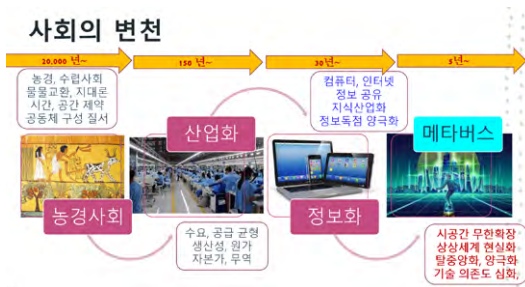 사회의 변천
20,000 년~
150 년~
30년~
5년~
농경, 수렵사회
물물교환, 지대론
시간, 공간 제약
공동체 구성 질서
농경사회
산업화
수요, 공급 균형
생산성, 원가
자본가, 무역
컴퓨터, 인터넷
정보 공유
지식산업화
정보독점 양극화
정보화
메타버스
시공간 무한확장
상상세계 현실화
탈중앙화, 양극화
기술 의존도 심화,